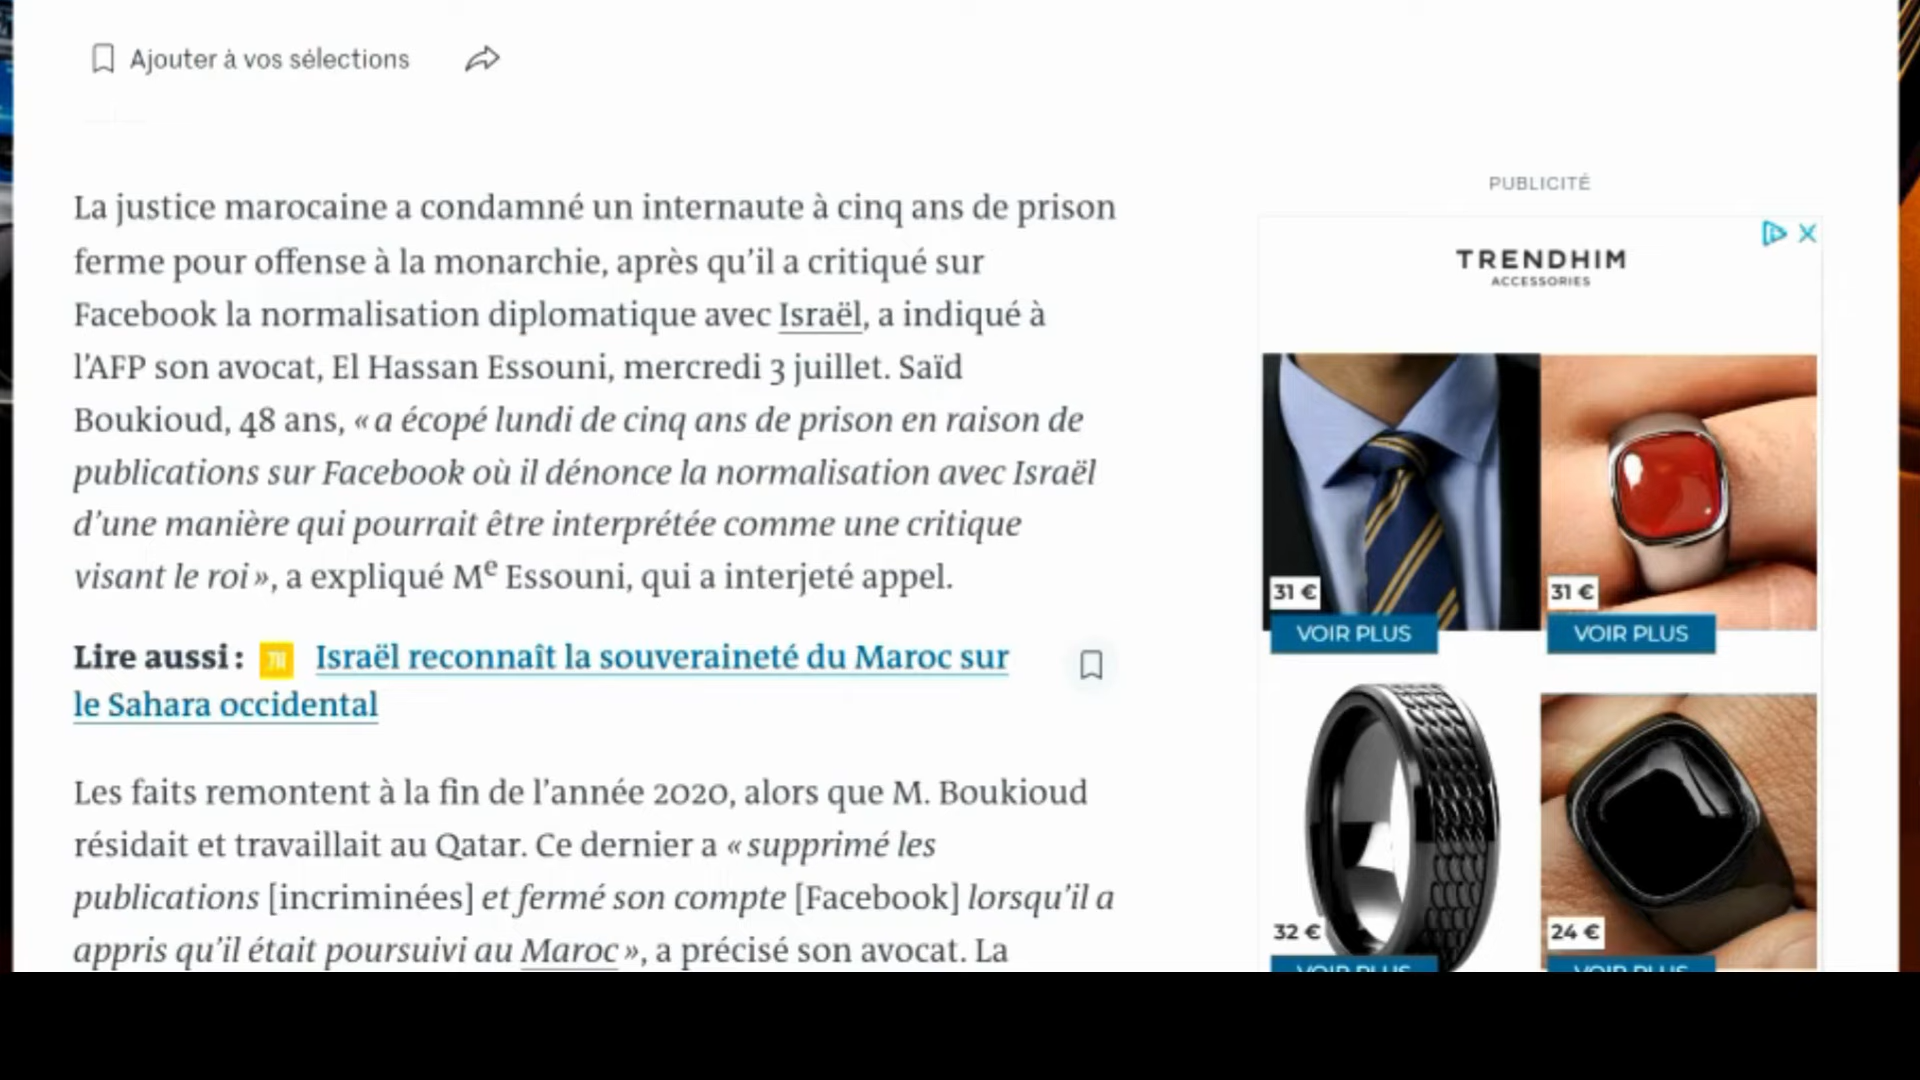 Ajouter à vos sélections
La justice marocaine a condamné un internaute à cinq ans de prison
ferme pour offense à la monarchie, après qu’il a critiqué sur
Facebook la normalisation diplomatique avec Israël, a indiqué à
l’AFP son avocat, El Hassan Essouni, mercredi 3 juillet. Saïd
Boukioud, 48 ans, « a écopé lundi de cinq ans de prison en raison de
publications sur Facebook où il dénonce la normalisation avec Israël
d’une manière qui pourrait être interprétée comme une critique
visant le roi », a expliqué Me Essouni, qui a interjeté appel.
Lire aussi : Israël reconnaît la souveraineté du Maroc sur
le Sahara occidental
Les faits remontent à la fin de l’année 2020, alors que M. Boukioud
résidait et travaillait au Qatar. Ce dernier a « supprimé les
publications [incriminées] et fermé son compte [Facebook] lorsqu’il a
appris qu’il était poursuivi au Maroc », a précisé son avocat. La
PUBLICITÉ
TRENDHIM
ACCESSORIES
31 €
VOIR PLUS
31 €
VOIR PLUS
32 €
VOIR PLUS
24 €
VOIR PLUS